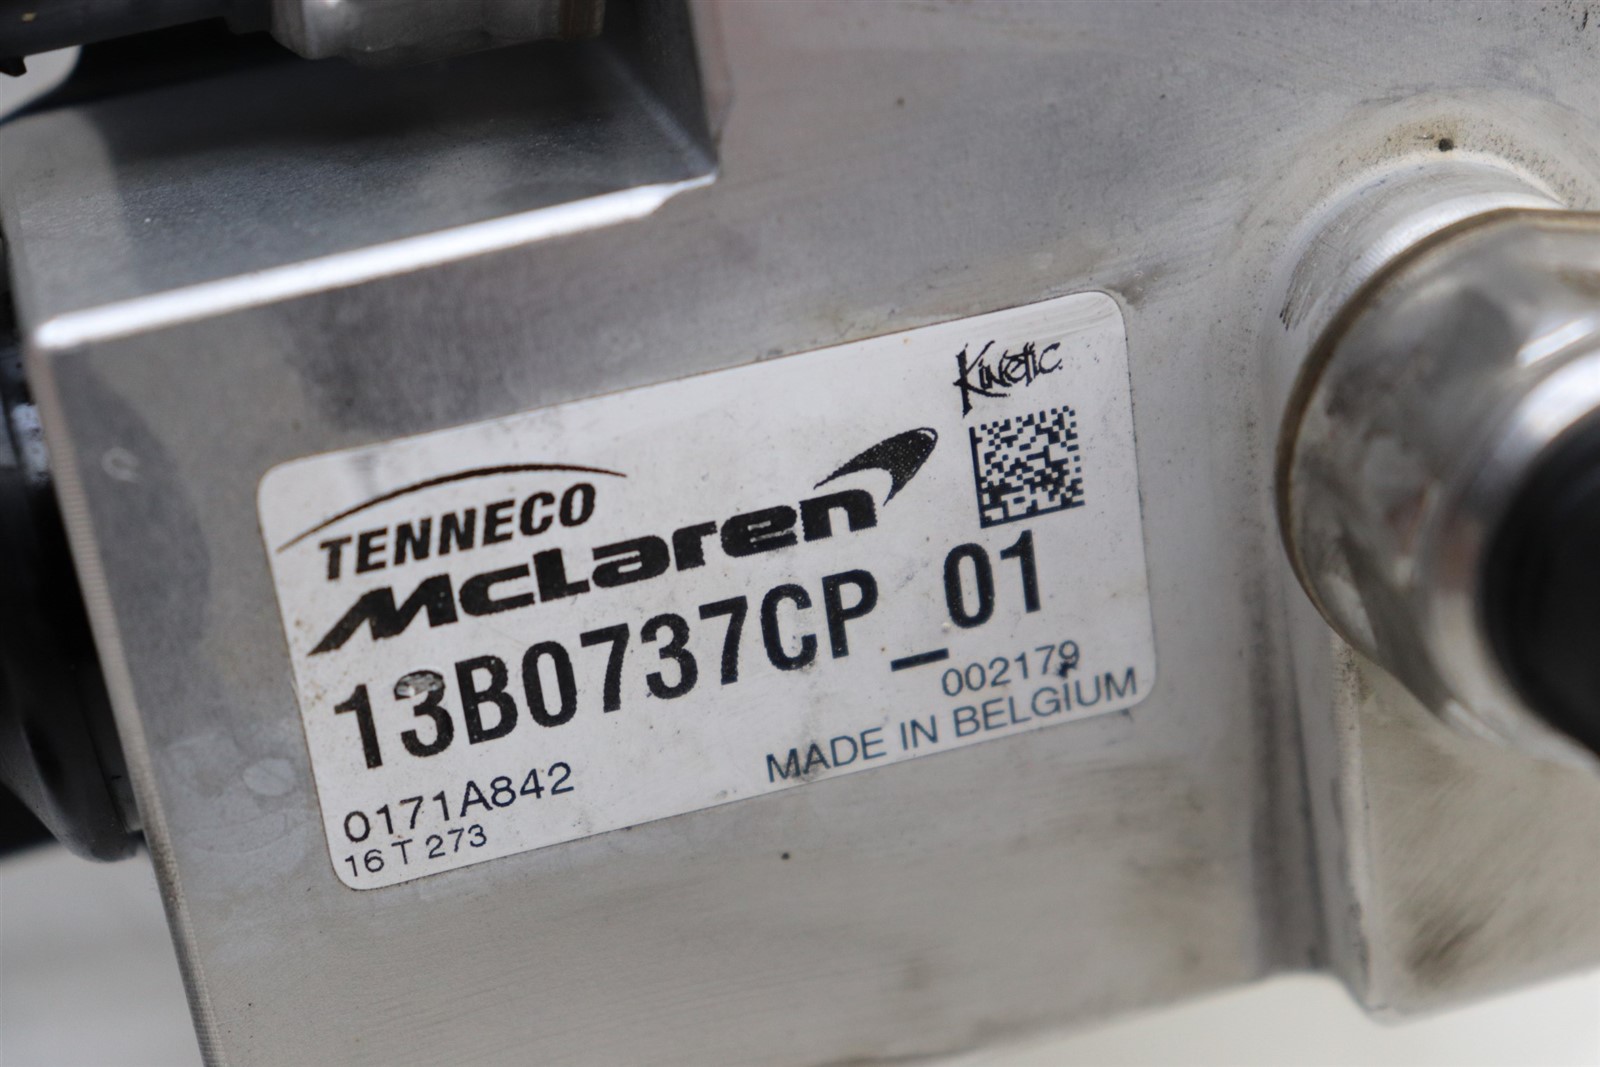 Kinetic
TENNECO
McLaren
13B0737CP_01
002179
MADE IN BELGIUM
0171A842
16 T 273